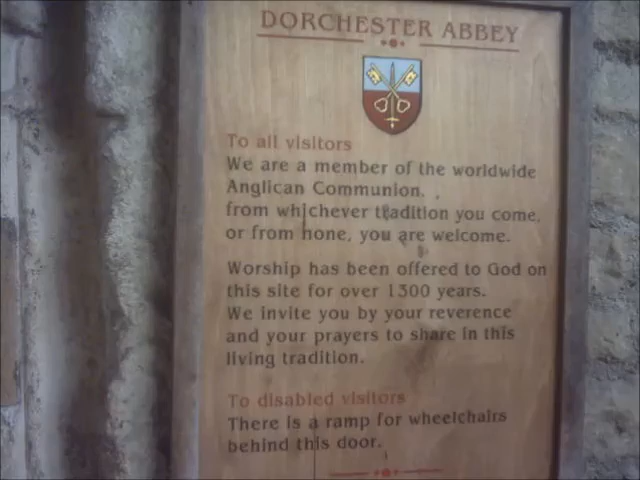 DORCHESTER ABBEY
To all visitors
We are a member of the worldwide
Anglican Communion,
from whichever tradition you come,
or from none, you are welcome.
Worship has been offered to God on
this site for over 1300 years.
We invite you by your reverence
and your prayers to share in this
living tradition.
To disabled visitors
There is a ramp for wheelchairs
behind this door.